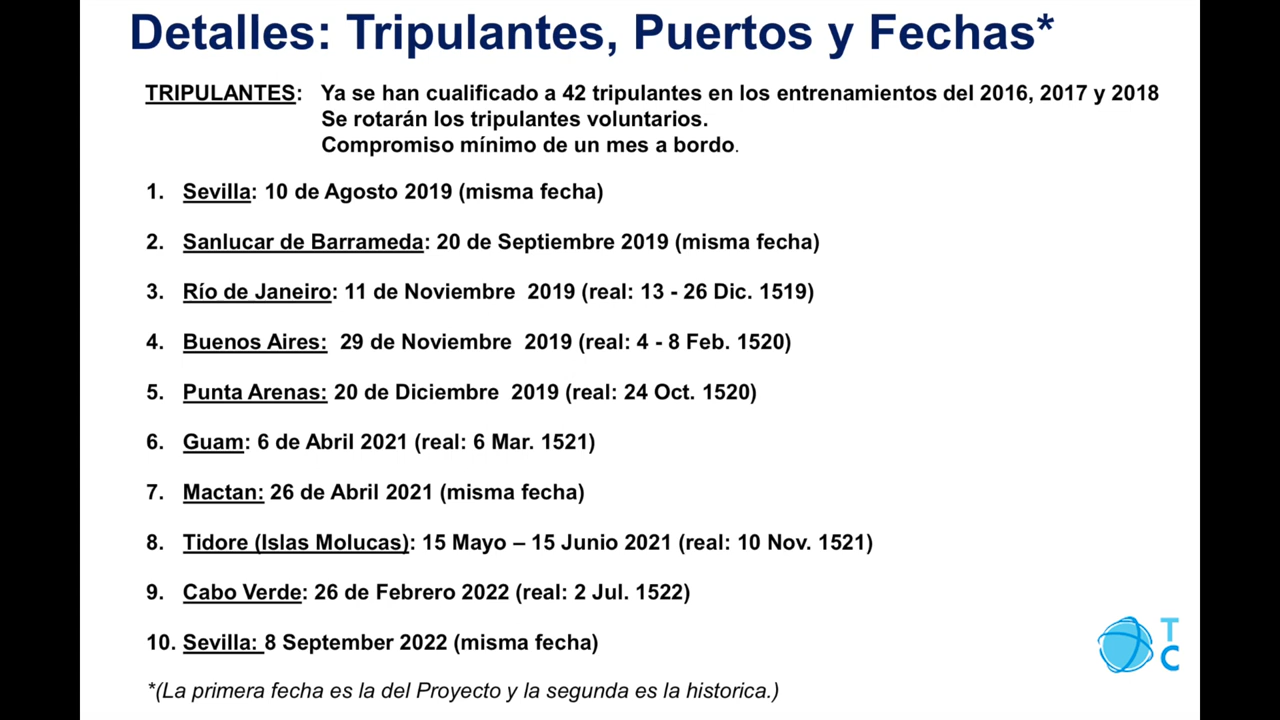 Detalles: Tripulantes, Puertos y Fechas*
TRIPULANTES: Ya se han cualificado a 42 tripulantes en los entrenamientos del 2016, 2017 y 2018
Se rotarán los tripulantes voluntarios.
Compromiso mínimo de un mes a bordo.
1. Sevilla: 10 de Agosto 2019 (misma fecha)
2. Sanlucar de Barrameda: 20 de Septiembre 2019 (misma fecha)
3. Río de Janeiro: 11 de Noviembre 2019 (real: 13 - 26 Dic. 1519)
4. Buenos Aires: 29 de Noviembre 2019 (real: 4 - 8 Feb. 1520)
5. Punta Arenas: 20 de Diciembre 2019 (real: 24 Oct. 1520)
6. Guam: 6 de Abril 2021 (real: 6 Mar. 1521)
7. Mactan: 26 de Abril 2021 (misma fecha)
8. Tidore (Islas Molucas): 15 Mayo – 15 Junio 2021 (real: 10 Nov. 1521)
9. Cabo Verde: 26 de Febrero 2022 (real: 2 Jul. 1522)
10. Sevilla: 8 September 2022 (misma fecha)
*(La primera fecha es la del Proyecto y la segunda es la historica.)
T
C